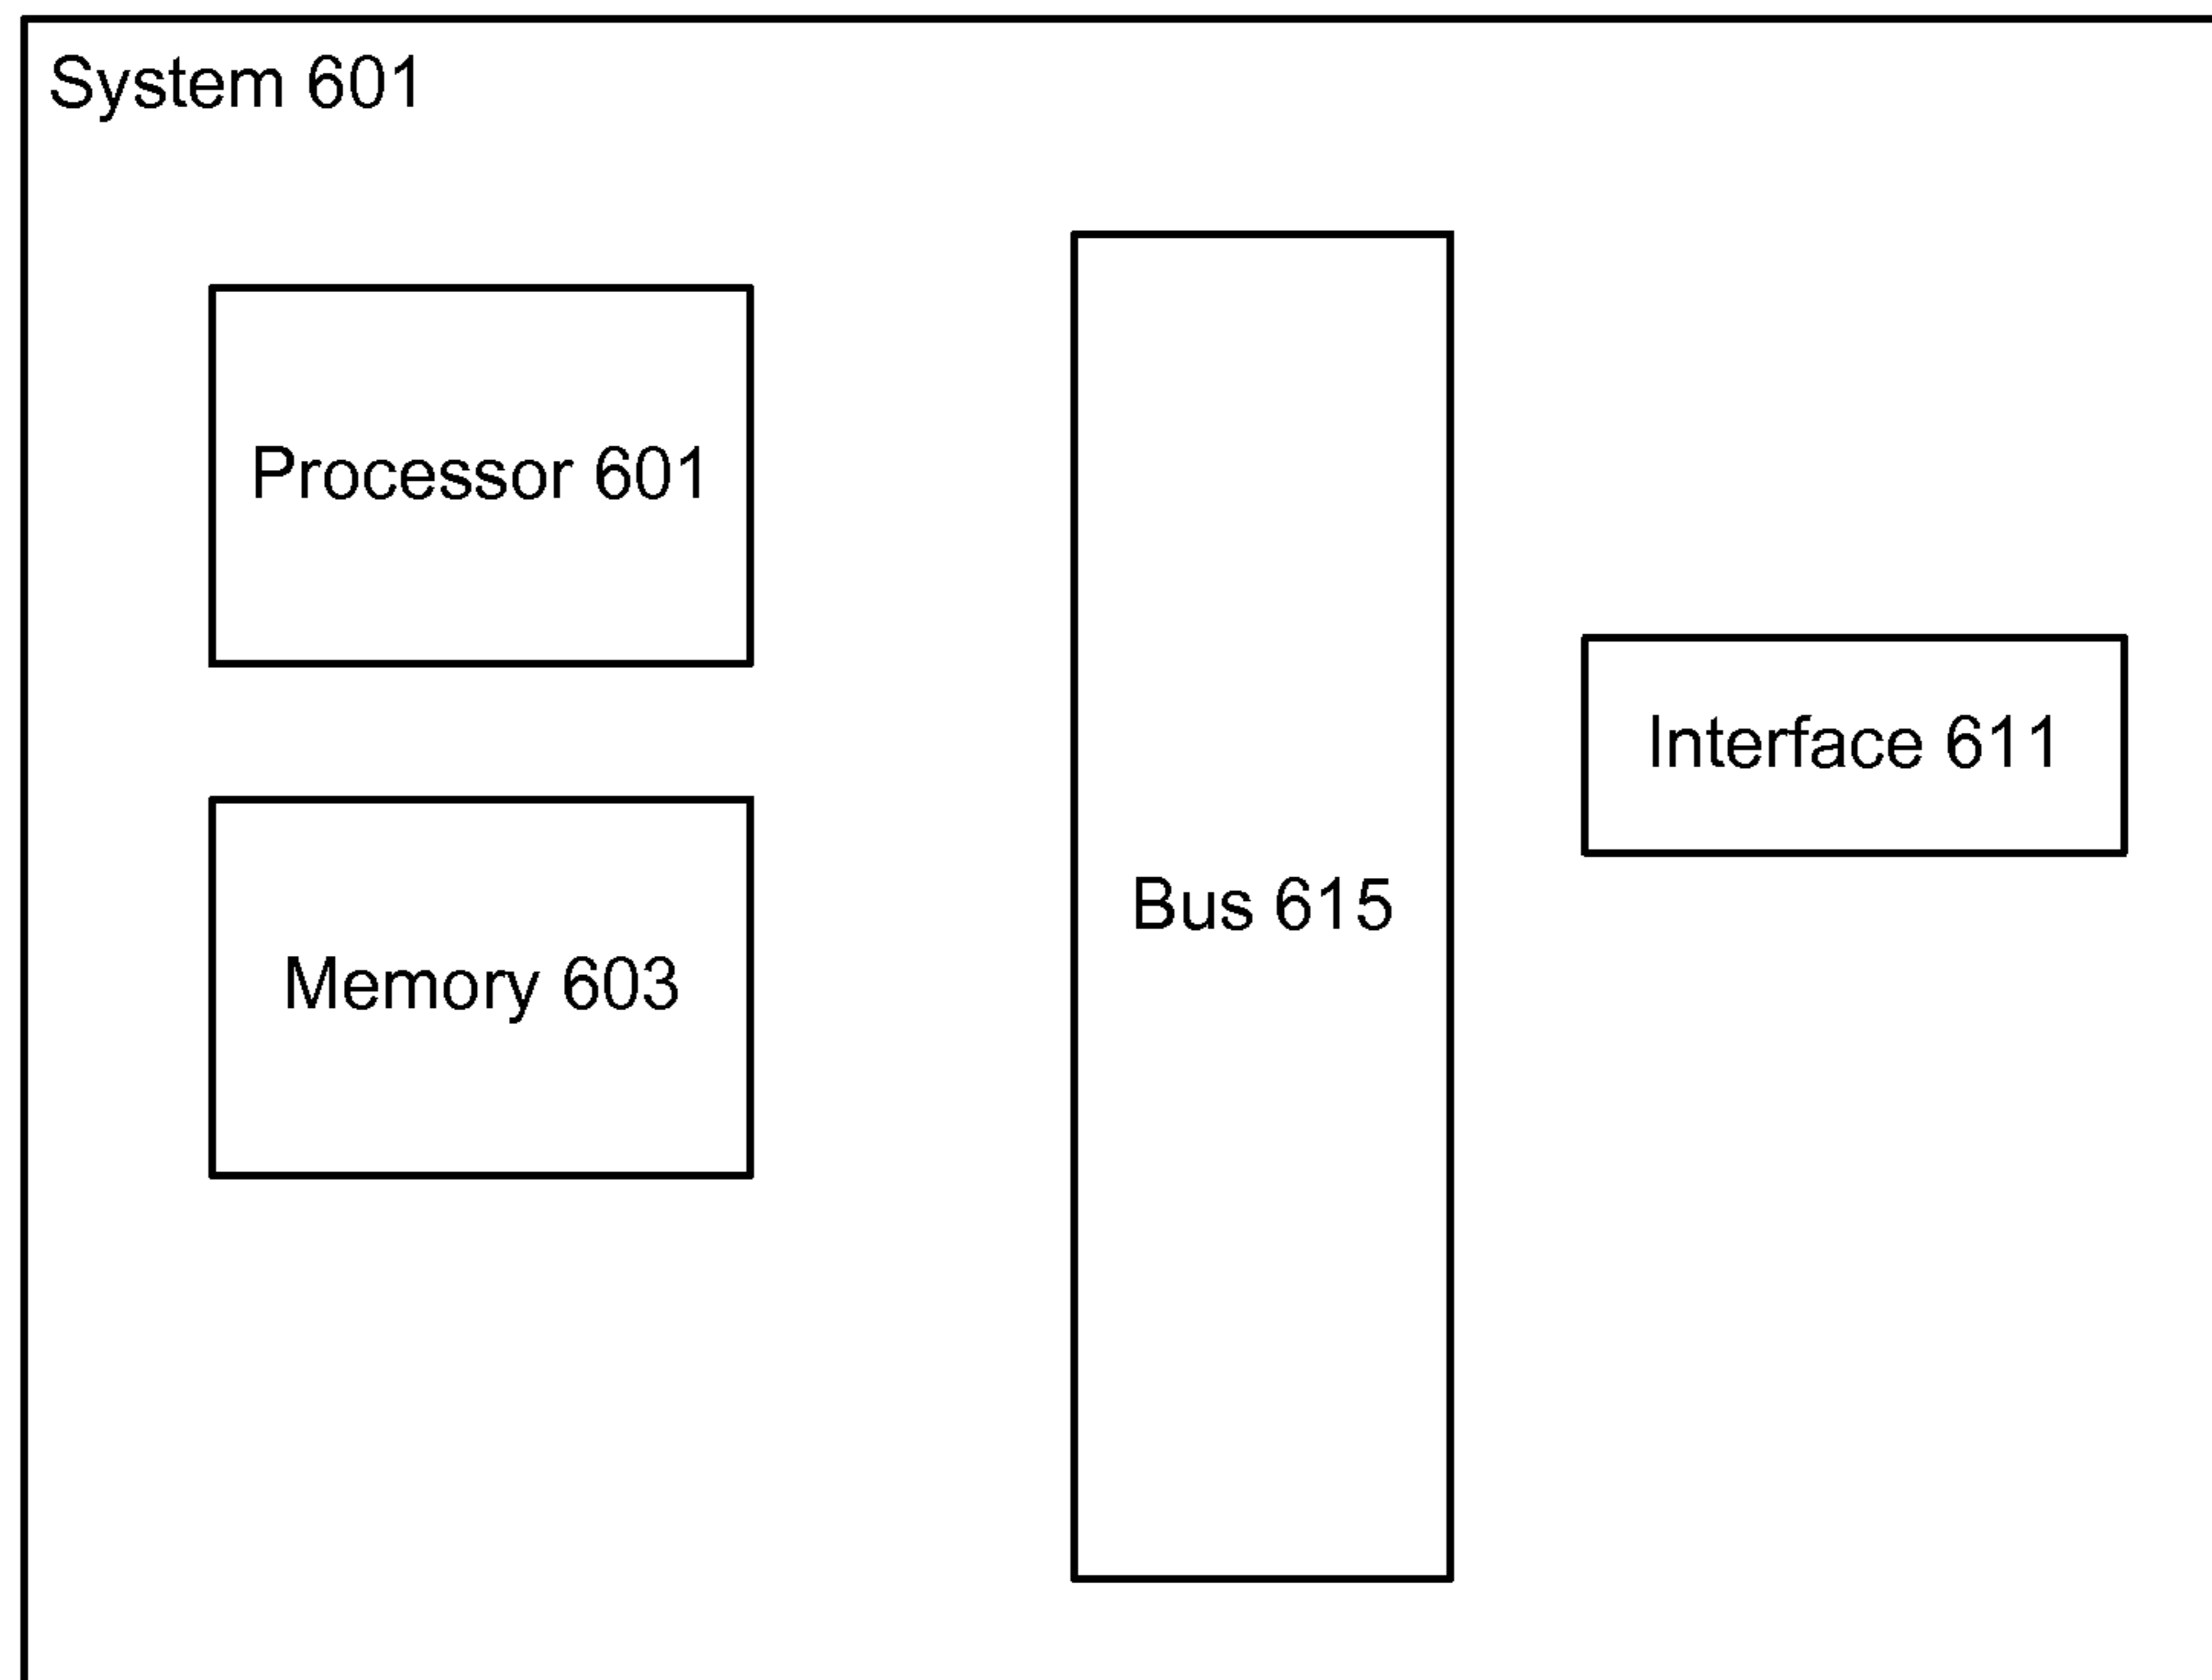 System 601
Processor 601
Memory 603
Bus 615
Interface 611